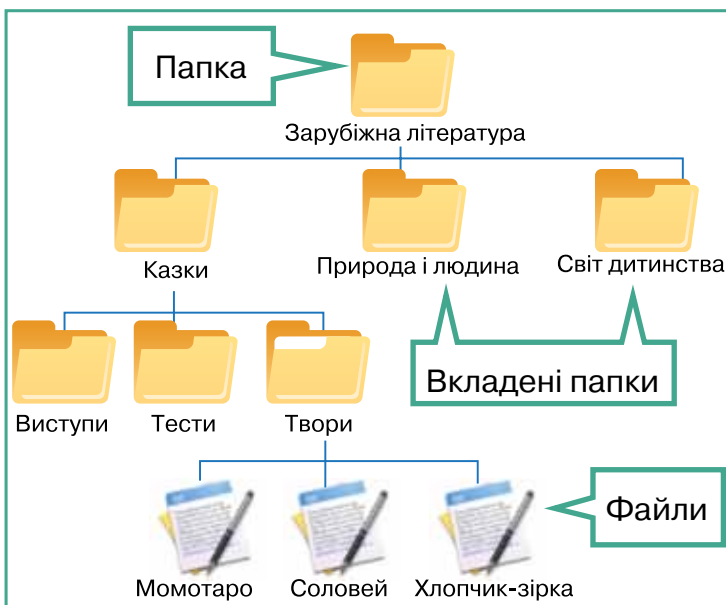 Папка
Зарубіжна література
Казки
Природа і людина
Світ дитинства
Вкладені папки
Виступи
Тести
Твори
Файли
Момотаро
Соловей
Хлопчик-зірка